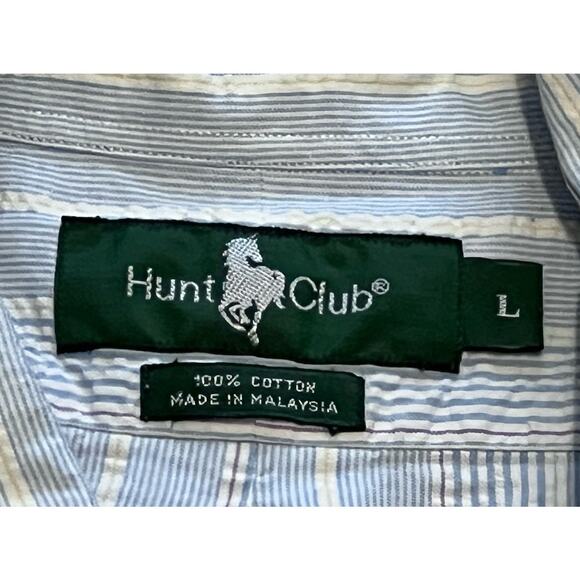 Hunt Club®
L
100% COTTON
MADE IN MALAYSIA